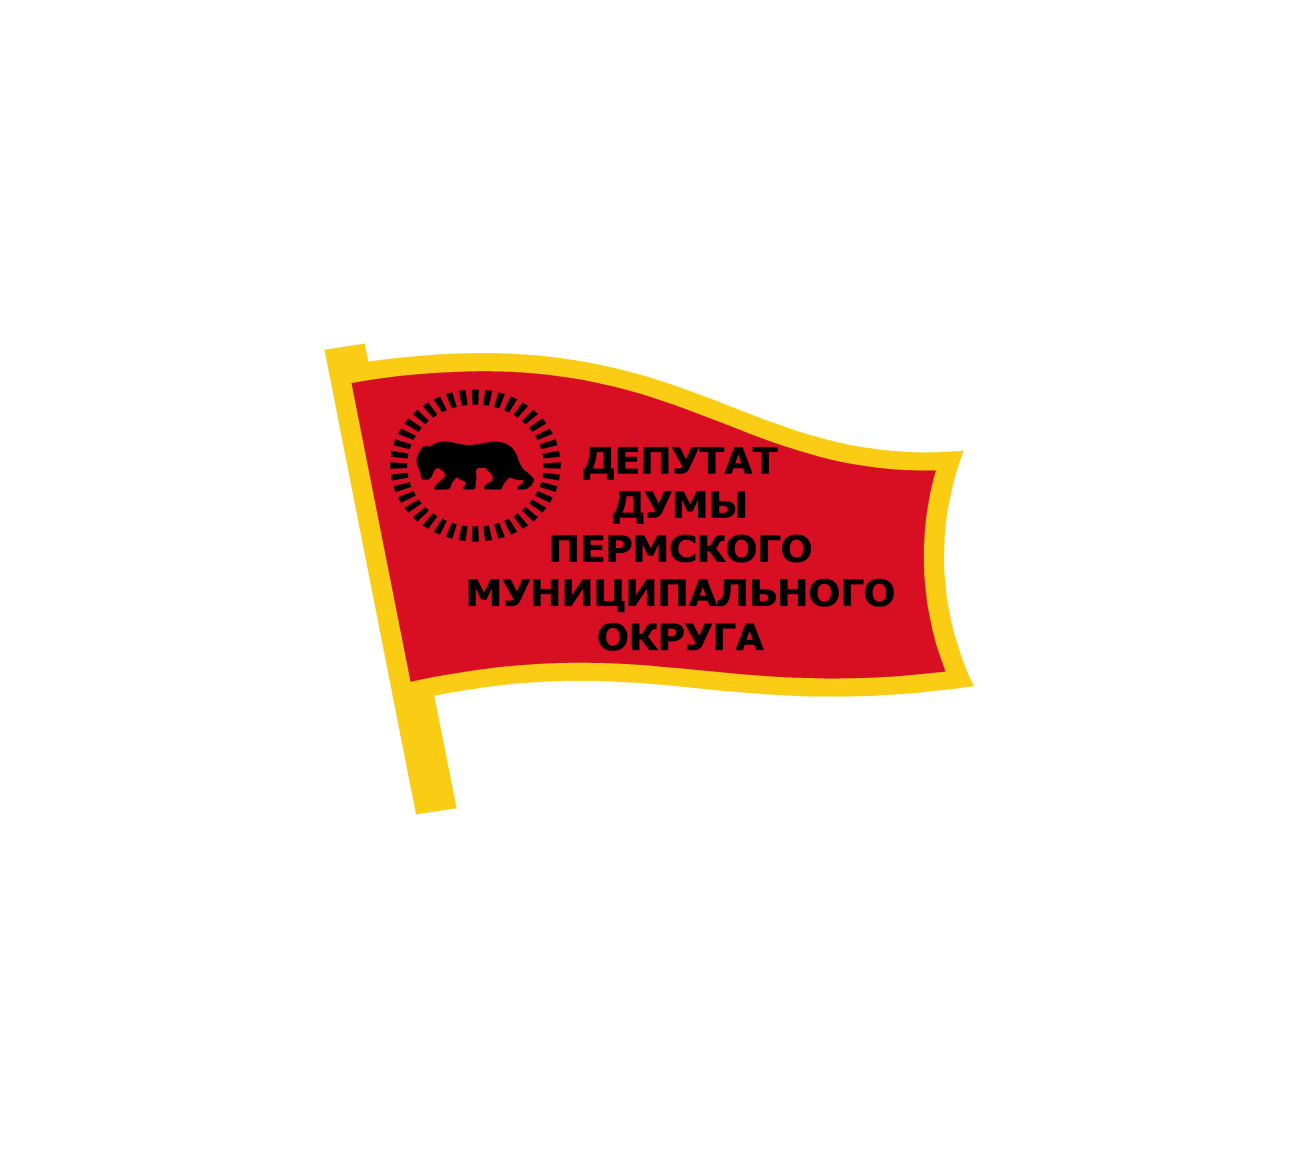 ДЕПУТАТ
ДУМЫ
ПЕРМСКОГО
МУНИЦИПАЛЬНОГО
ОКРУГА